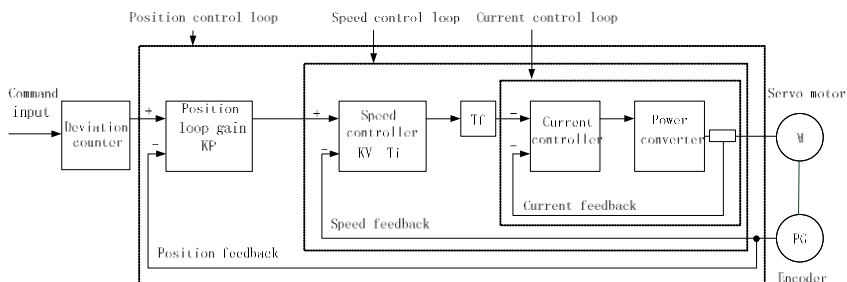 Position control loop
Speed control loop
Current control loop
Command
input
Deviation
counter
+
-
Position
loop gain
KP
+
-
Speed
controller
KV Ti
Tf
-
-
Current
controller
Power
converter
Servo motor
M
Current feedback
Speed feedback
Position feedback
PG
Encoder